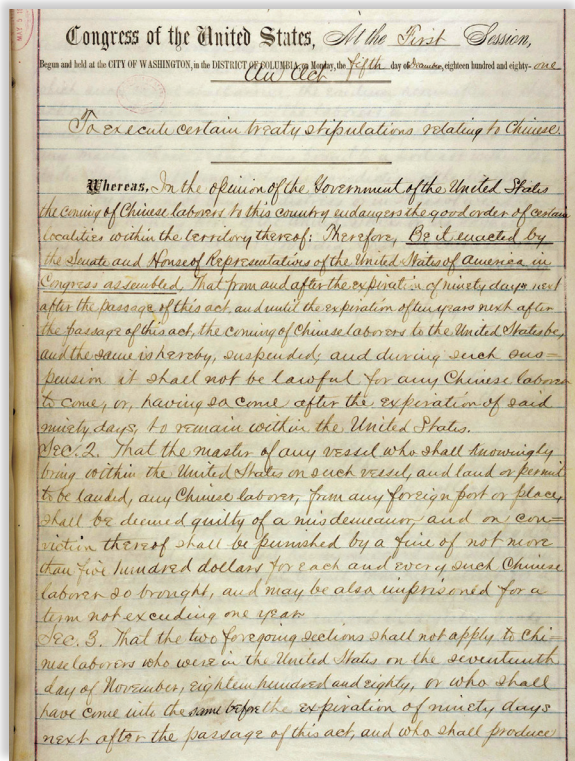 MAY 5
Congress of the United States, At the First Session,
Begun and held at the CITY OF WASHINGTON, in the DISTRICT OF COLUMBIA, on Monday, the fifth day of December, eighteen hundred and eighty-one
An Act
To execute certain treaty stipulations relating to Chinese.
Whereas, In the opinion of the Government of the United States
the coming of Chinese laborers to this country endangers the good order of certain
localities within the territory thereof: Therefore, Be it enacted by
the Senate and House of Representatives of the United States of America in
Congress assembled, That from and after the expiration of ninety days next
after the passage of this act, and until the expiration of ten years next after
the passage of this act, the coming of Chinese laborers to the United States be,
and the same is hereby, suspended; and during such sus=
pension it shall not be lawful for any Chinese laborer
to come, or, having so come after the expiration of said
ninety days, to remain within the United States.
Sec. 2. That the master of any vessel who shall knowingly
bring within the United States on such vessel, and land or permit
to be landed, any Chinese laborer, from any foreign port or place,
shall be deemed guilty of a misdemeanor, and on con=
viction thereof shall be punished by a fine of not more
than five hundred dollars for each and every such Chinese
laborer so brought, and may be also imprisoned for a
term not exceeding one year.
Sec. 3. That the two foregoing sections shall not apply to Chi=
nese laborers who were in the United States on the seventeenth
day of November, eighteen hundred and eighty, or who shall
have come into the same before the expiration of ninety days
next after the passage of this act, and who shall produce